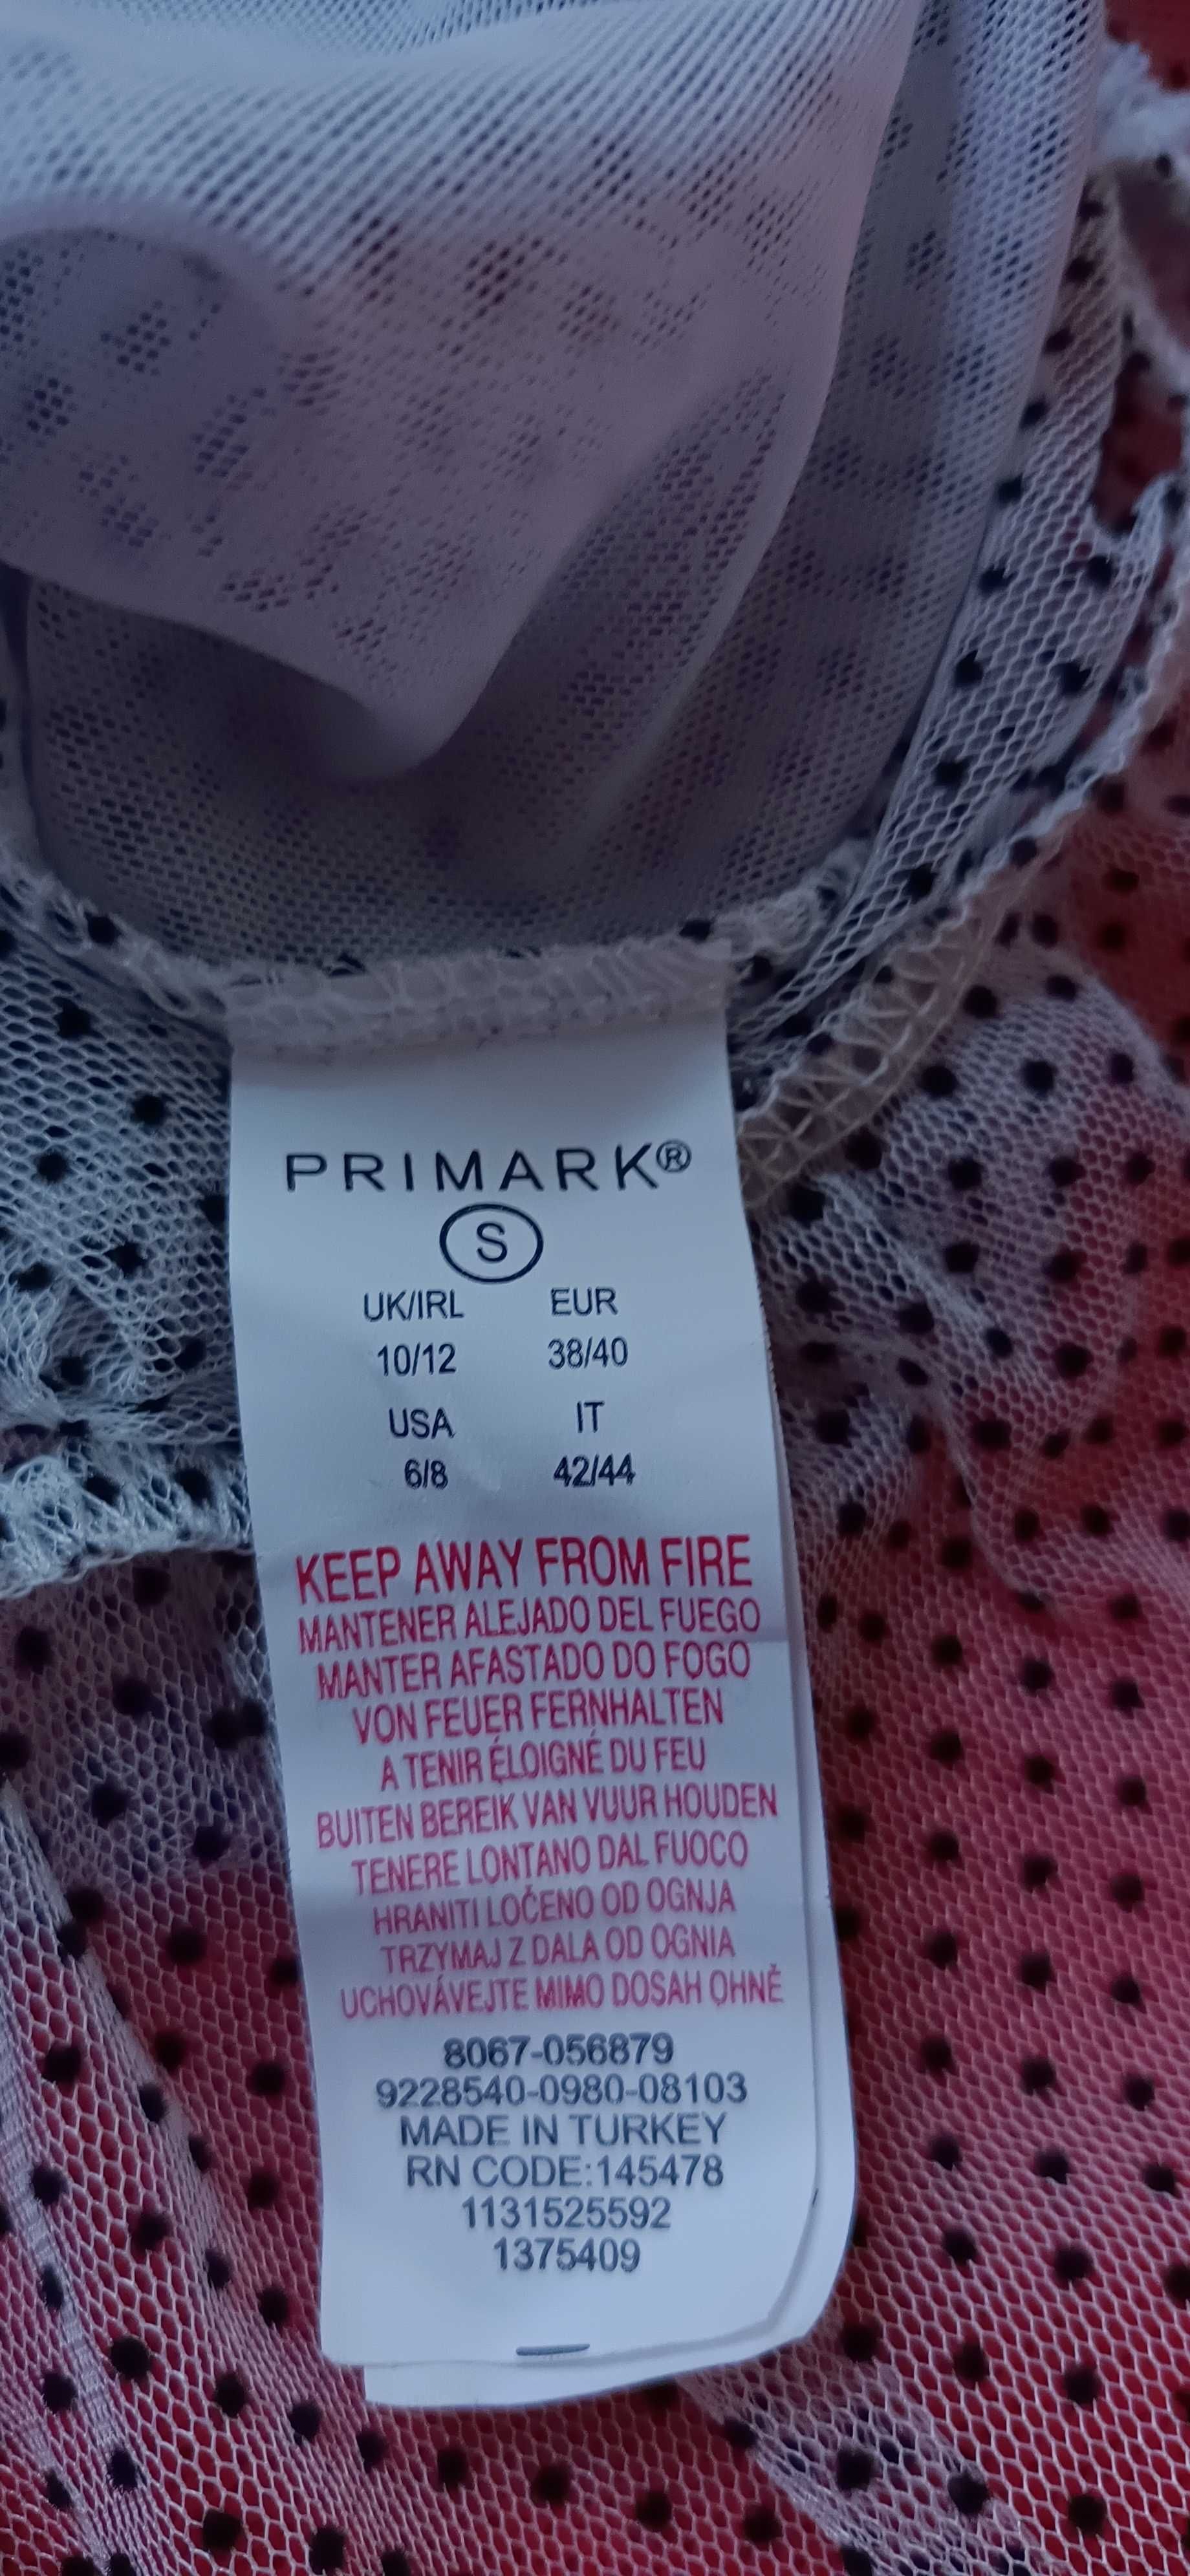 PRIMARK®
S
UK/IRL EUR
10/12 38/40
USA IT
6/8 42/44
KEEP AWAY FROM FIRE
MANTENER ALEJADO DEL FUEGO
MANTER AFASTADO DO FOGO
VON FEUER FERNHALTEN
A TENIR ÉLOIGNÉ DU FEU
BUITEN BEREIK VAN VUUR HOUDEN
TENERE LONTANO DAL FUOCO
HRANITI LOČENO OD OGNJA
TRZYMAJ Z DALA OD OGNIA
UCHOVÁVEJTE MIMO DOSAH OHNĚ
8067-056879
9228540-0980-08103
MADE IN TURKEY
RN CODE:145478
1131525592
1375409